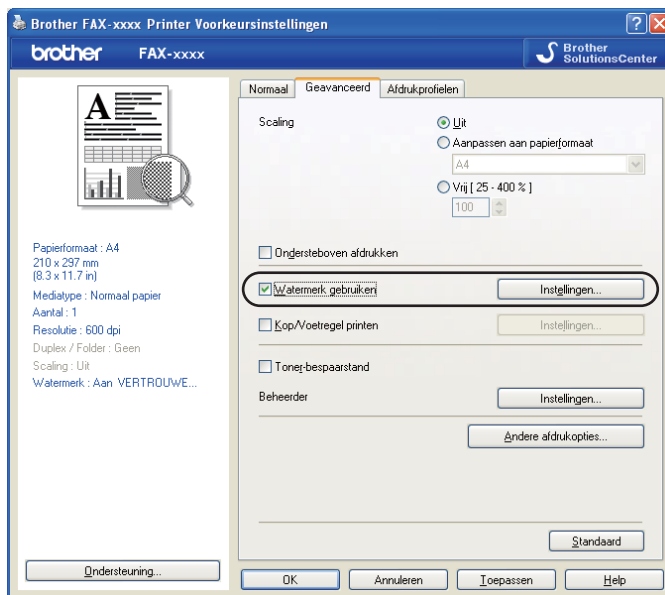 Brother FAX-xxxx Printer Voorkeursinstellingen
brother FAX-xxxx
Brother
SolutionsCenter
Normaal Geavanceerd Afdrukprofielen
A
Papierformaat : A4
210 x 297 mm
(8.3 x 11.7 in)
Mediatype : Normaal papier
Aantal : 1
Resolutie : 600 dpi
Duplex / Folder : Geen
Scaling : Uit
Watermerk : Aan VERTROUWE...
Ondersteuning...
Scaling
Uit
Aanpassen aan papierformaat
A4
Vrij [ 25 - 400 % ]
100
Ondersteboven afdrukken
Watermerk gebruiken Instellingen...
Kop/Voetregel printen Instellingen...
Toner-bespaarstand
Beheerder Instellingen...
Andere afdrukopties...
Standaard
OK Annuleren Toepassen Help